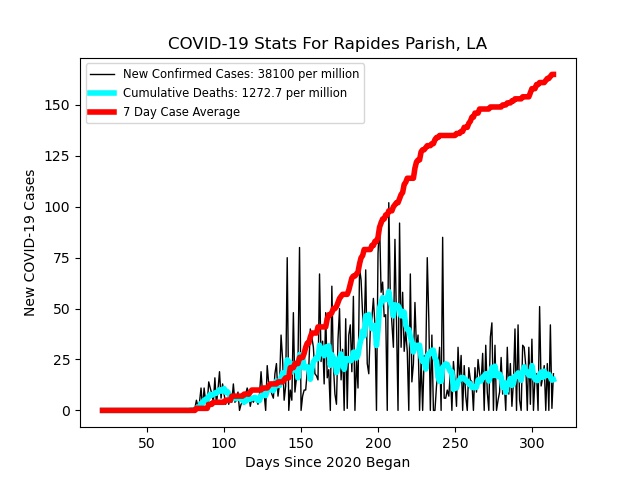 COVID-19 Stats For Rapides Parish, LA
New Confirmed Cases: 38100 per million
Cumulative Deaths: 1272.7 per million
7 Day Case Average
New COVID-19 Cases
150
125
100
75
50
25
0
50
100
150
200
250
300
Days Since 2020 Began